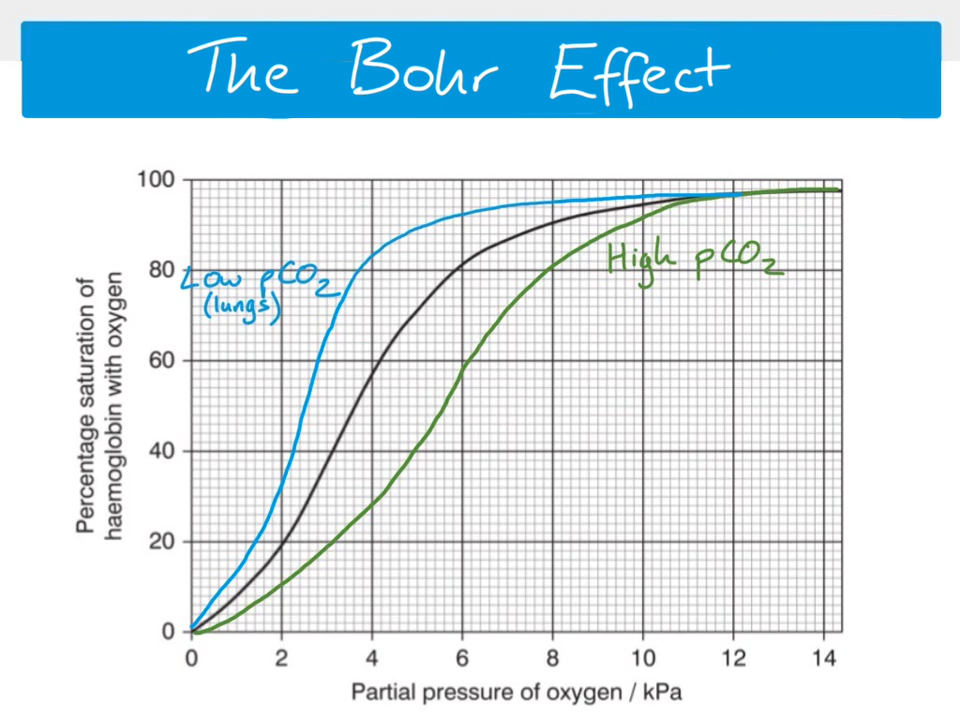 The Bohr Effect
100
80
60
40
20
0
Percentage saturation of
haemoglobin with oxygen
Low pCO2
(lungs)
High pCO2
0 2 4 6 8 10 12 14
Partial pressure of oxygen / kPa